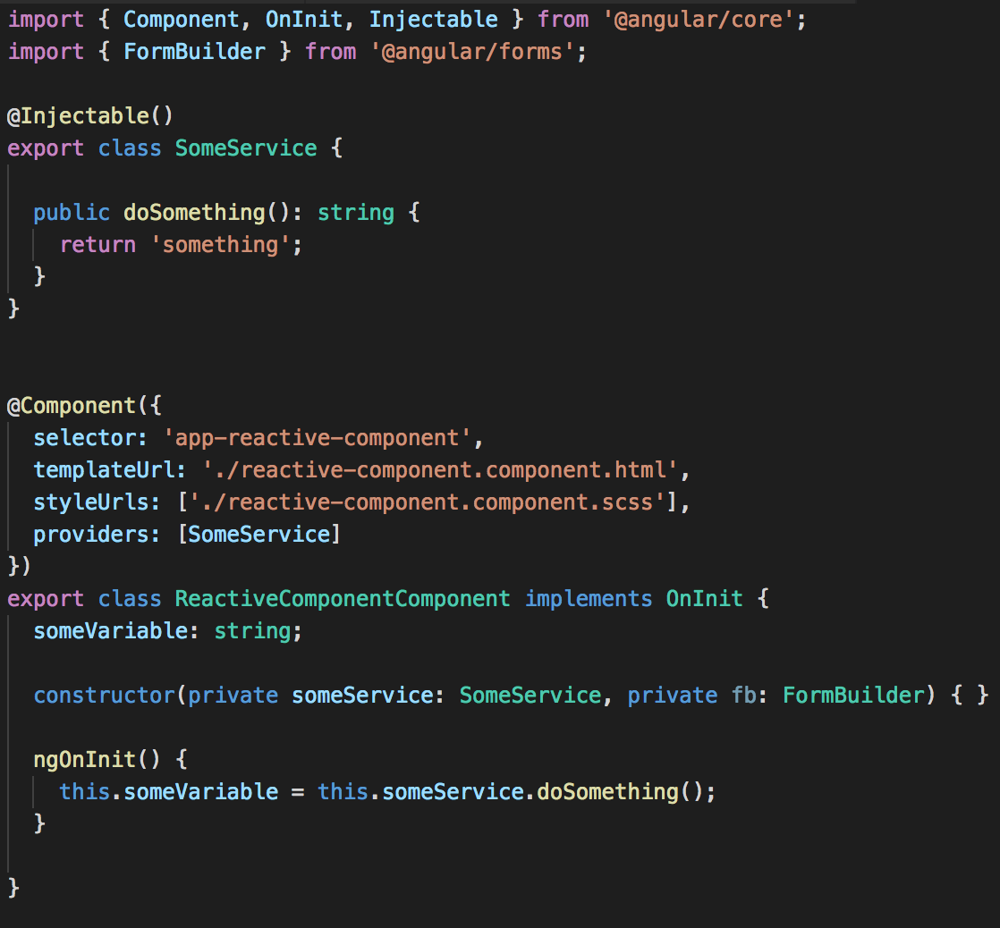 import { Component, OnInit, Injectable } from '@angular/core';
import { FormBuilder } from '@angular/forms';
@Injectable()
export class SomeService {
public doSomething(): string {
return 'something';
}
}
@Component({
selector: 'app-reactive-component',
templateUrl: './reactive-component.component.html',
styleUrls: ['./reactive-component.component.scss'],
providers: [SomeService]
})
export class ReactiveComponentComponent implements OnInit {
someVariable: string;
constructor(private someService: SomeService, private fb: FormBuilder) { }
ngOnInit() {
this.someVariable = this.someService.doSomething();
}
}